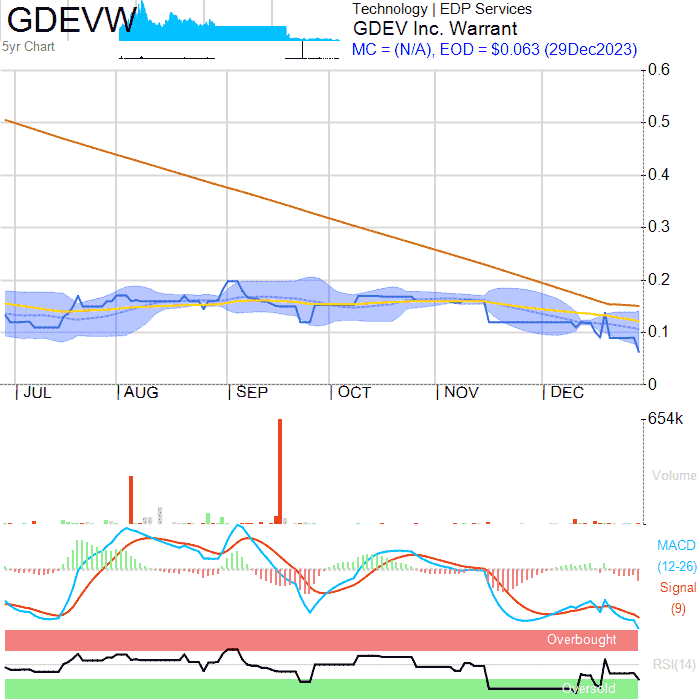 GDEVW
5yr Chart
Technology | EDP Services
GDEV Inc. Warrant
MC = (N/A), EOD = $0.063 (29Dec2023)
0.6
0.5
0.4
0.3
0.2
0.1
0
JUL AUG SEP OCT NOV DEC
654k
Volume
MACD
(12-26)
Signal
(9)
Overbought
RSI(14)
Oversold